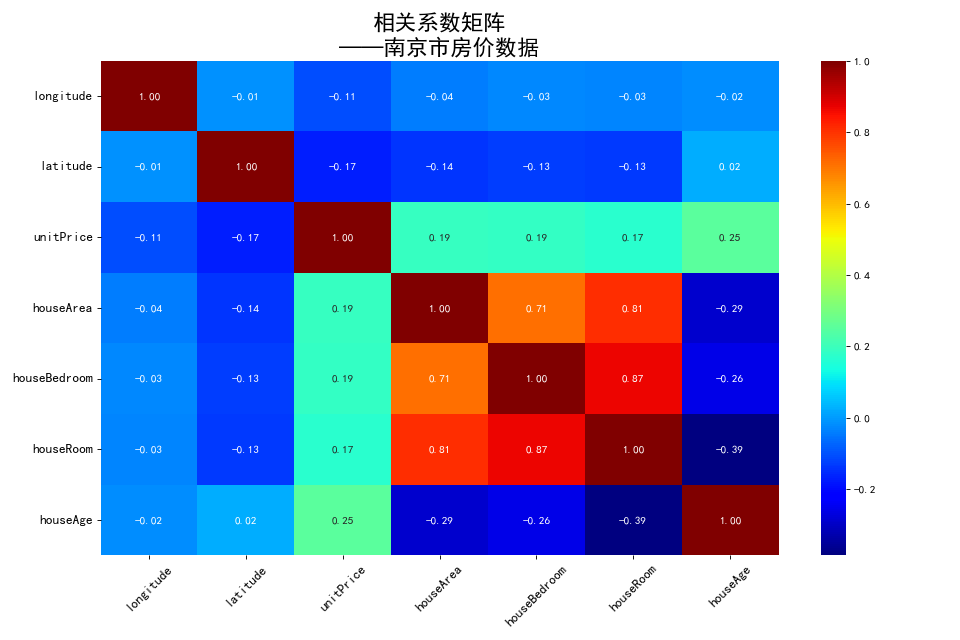 相关系数矩阵
——南京市房价数据
longitude 1.00 -0.01 -0.11 -0.04 -0.03 -0.03 -0.02
latitude -0.01 1.00 -0.17 -0.14 -0.13 -0.13 0.02
unitPrice -0.11 -0.17 1.00 0.19 0.19 0.17 0.25
houseArea -0.04 -0.14 0.19 1.00 0.71 0.81 -0.29
houseBedroom -0.03 -0.13 0.19 0.71 1.00 0.87 -0.26
houseRoom -0.03 -0.13 0.17 0.81 0.87 1.00 -0.39
houseAge -0.02 0.02 0.25 -0.29 -0.26 -0.39 1.00
longitude latitude unitPrice houseArea houseBedroom houseRoom houseAge
1.0
0.8
0.6
0.4
0.2
0.0
-0.2